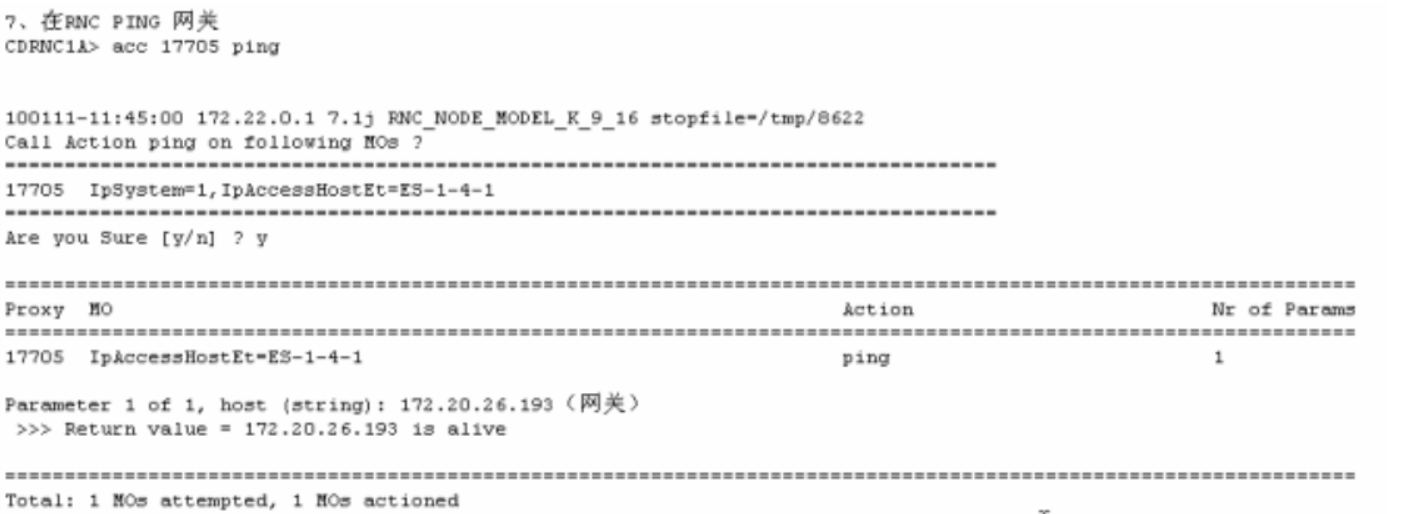 7、在RNC PING 网关
CDRNC1A> acc 17705 ping
100111-11:45:00 172.22.0.1 7.1j RNC_NODE_MODEL_K_9_16 stopfile=/tmp/8622
Call Action ping on following MOs ?
===================================================================================
17705  IpSystem=1,IpAccessHostEt=ES-1-4-1
===================================================================================
Are you Sure [y/n] ? y
=================================================================================================================
Proxy  MO                                                             Action                         Nr of Params
=================================================================================================================
17705  IpAccessHostEt=ES-1-4-1                                        ping                           1
Parameter 1 of 1, host (string): 172.20.26.193（网关）
 >>> Return value = 172.20.26.193 is alive
=================================================================================================================
Total: 1 MOs attempted, 1 MOs actioned